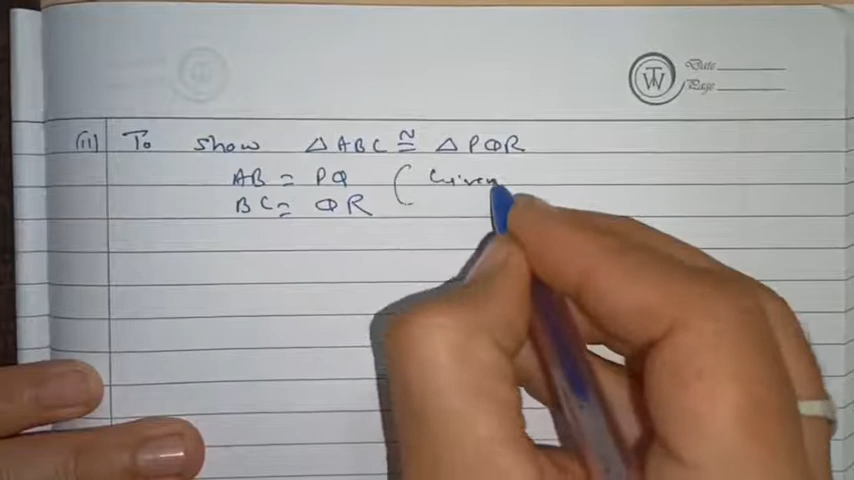 Date
Page
(ii) To show △ABC ≅ △PQR
AB = PQ ( Given
BC = QR